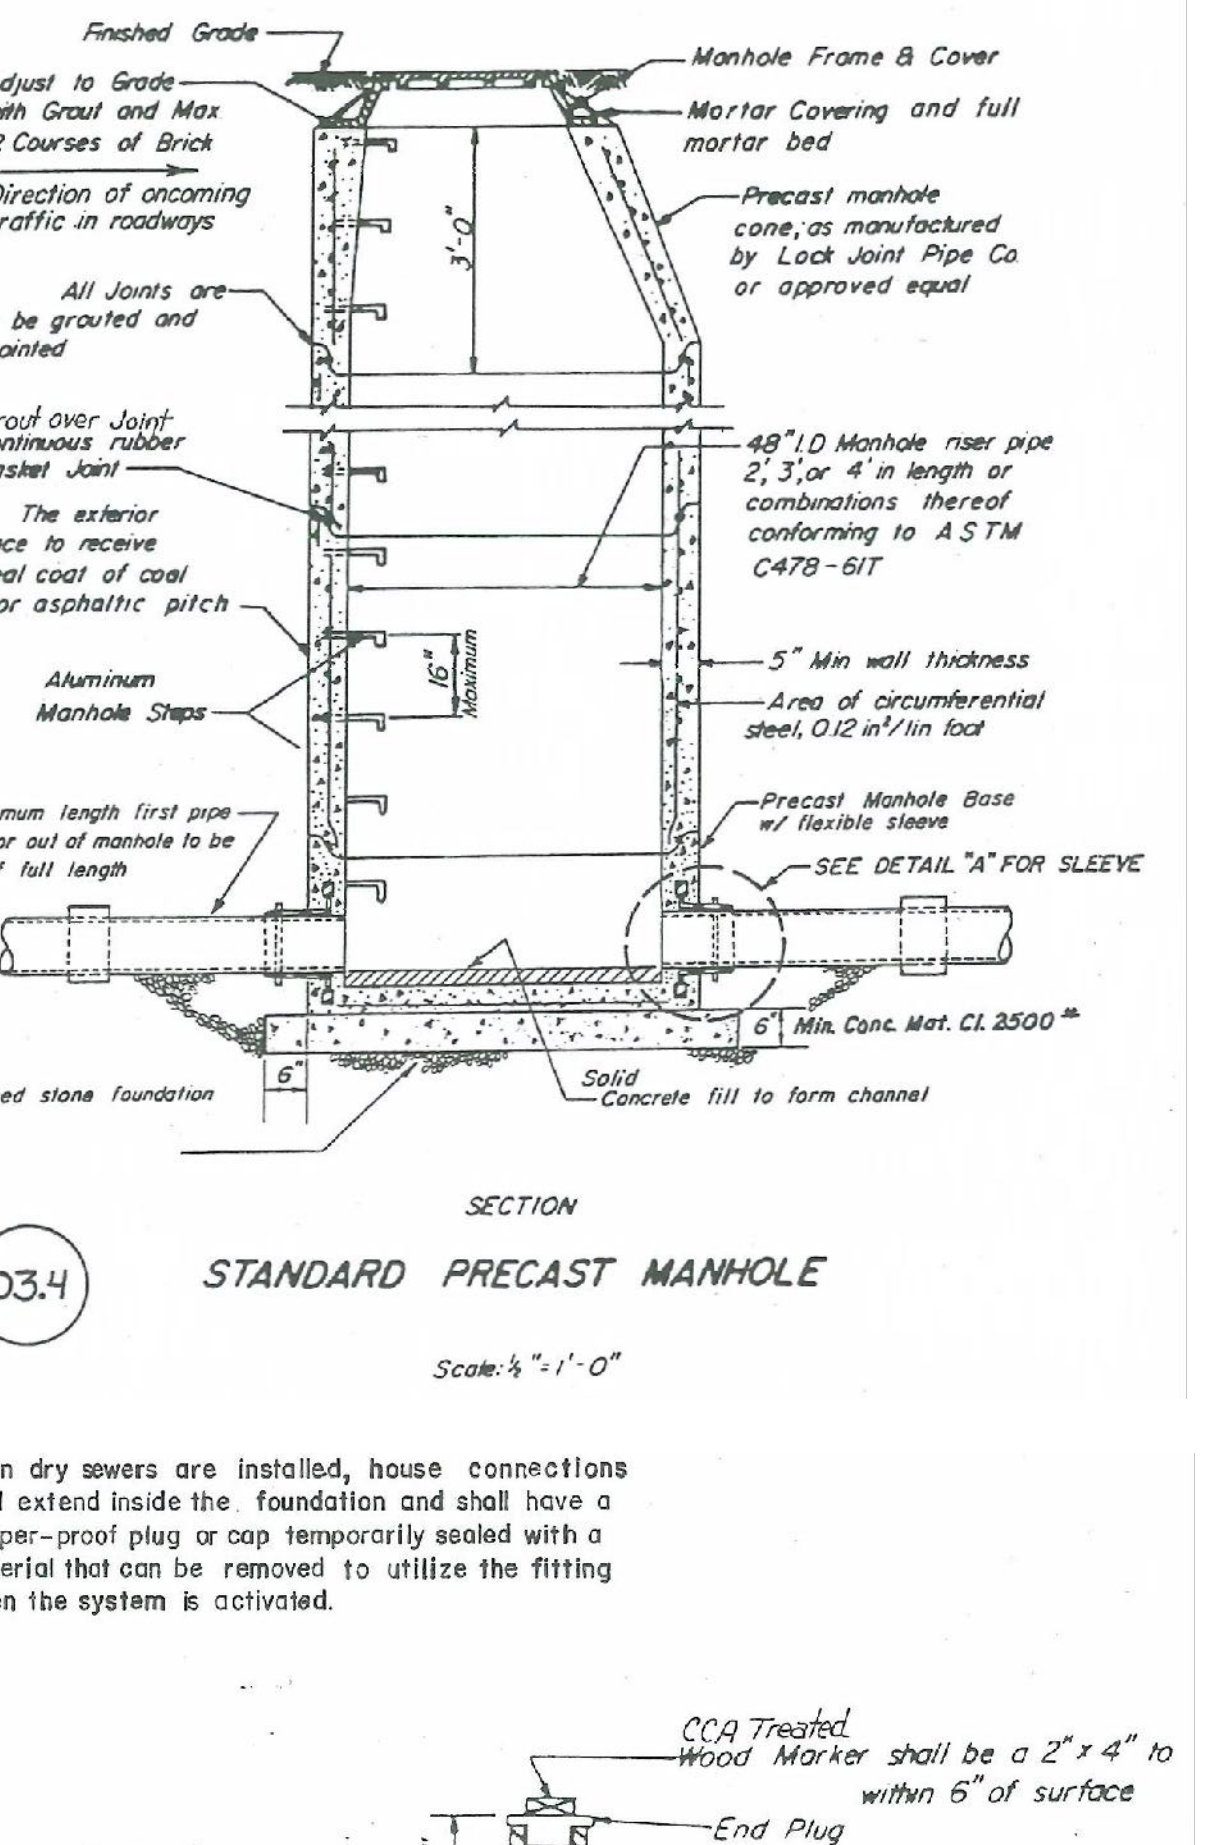 Finished Grade
Manhole Frame & Cover
djust to Grade
ith Grout and Max.
2 Courses of Brick
Mortar Covering and full
mortar bed
Direction of oncoming
raffic in roadways
Precast manhole
cone, as manufactured
by Lock Joint Pipe Co.
or approved equal
3'-0"
All Joints are
be grouted and
ointed
rout over Joint
ontinuous rubber
asket Joint
48" I.D Manhole riser pipe
2', 3', or 4' in length or
combinations thereof
conforming to ASTM
C478-61T
The exterior
ce to receive
eal coat of coal
or asphaltic pitch
16"
Maximum
5" Min wall thickness
Aluminum
Manhole Steps
Area of circumferential
steel, 0.12 in²/lin foot
mum length first pipe
or out of manhole to be
f full length
Precast Manhole Base
w/ flexible sleeve
SEE DETAIL "A" FOR SLEEVE
6" Min. Conc. Mat. Cl. 2500 #
6"
ed stone foundation
Solid
Concrete fill to form channel
SECTION
03.4
STANDARD PRECAST MANHOLE
Scale: ½" = 1'-0"
n dry sewers are installed, house connections
l extend inside the foundation and shall have a
per-proof plug or cap temporarily sealed with a
erial that can be removed to utilize the fitting
en the system is activated.
CCA Treated
Wood Marker shall be a 2" x 4" to
within 6" of surface
End Plug